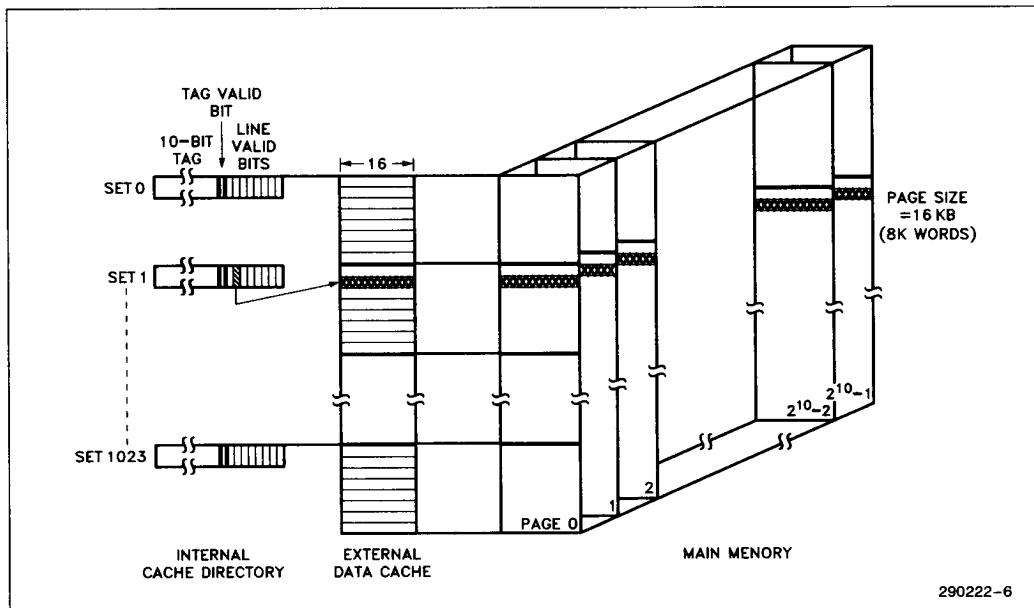 TAG VALID
BIT
LINE
VALID
BITS
10-BIT
TAG
16
SET 0
SET 1
SET 1023
PAGE SIZE
=16 KB
(8K WORDS)
2^10-1
2^10-2
2
1
PAGE 0
INTERNAL
CACHE DIRECTORY
EXTERNAL
DATA CACHE
MAIN MENORY
290222-6